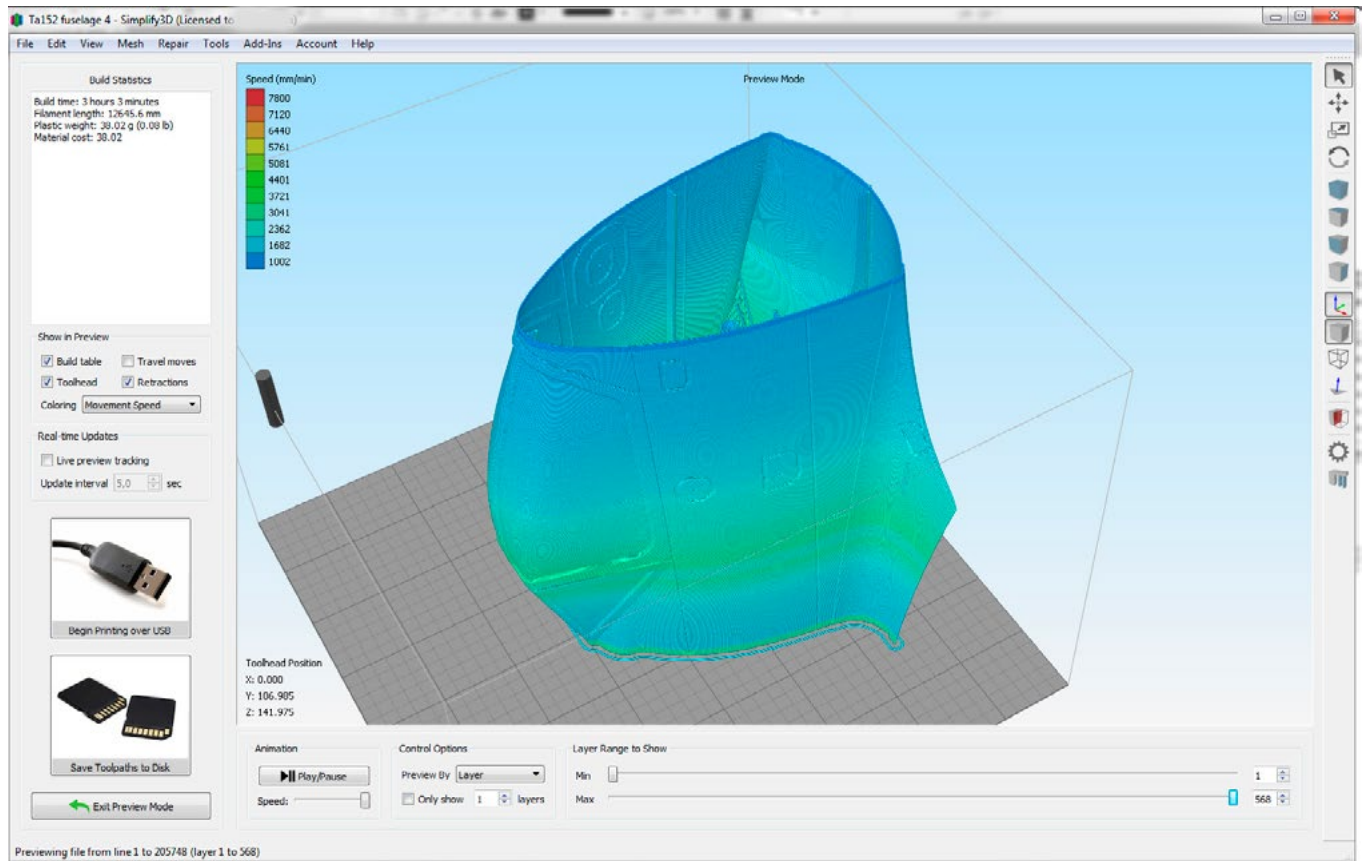 Ta152 fuselage 4 - Simplify3D (Licensed to
File Edit View Mesh Repair Tools Add-Ins Account Help
Build Statistics
Build time: 3 hours 3 minutes
Filament length: 12645.6 mm
Plastic weight: 38.02 g (0.08 lb)
Material cost: 38.02
Show in Preview
Build table Travel moves
Toolhead Retractions
Coloring Movement Speed
Real-time Updates
Live preview tracking
Update interval 5,0 sec
Begin Printing over USB
Save Toolpaths to Disk
Exit Preview Mode
Speed (mm/min)
7800
7120
6440
5761
5081
4401
3721
3041
2362
1682
1002
Preview Mode
Toolhead Position
X: 0.000
Y: 106.985
Z: 141.975
Animation
Play/Pause
Speed:
Control Options
Preview By Layer
Only show 1 layers
Layer Range to Show
Min 1
Max 568
Previewing file from line 1 to 205748 (layer 1 to 568)